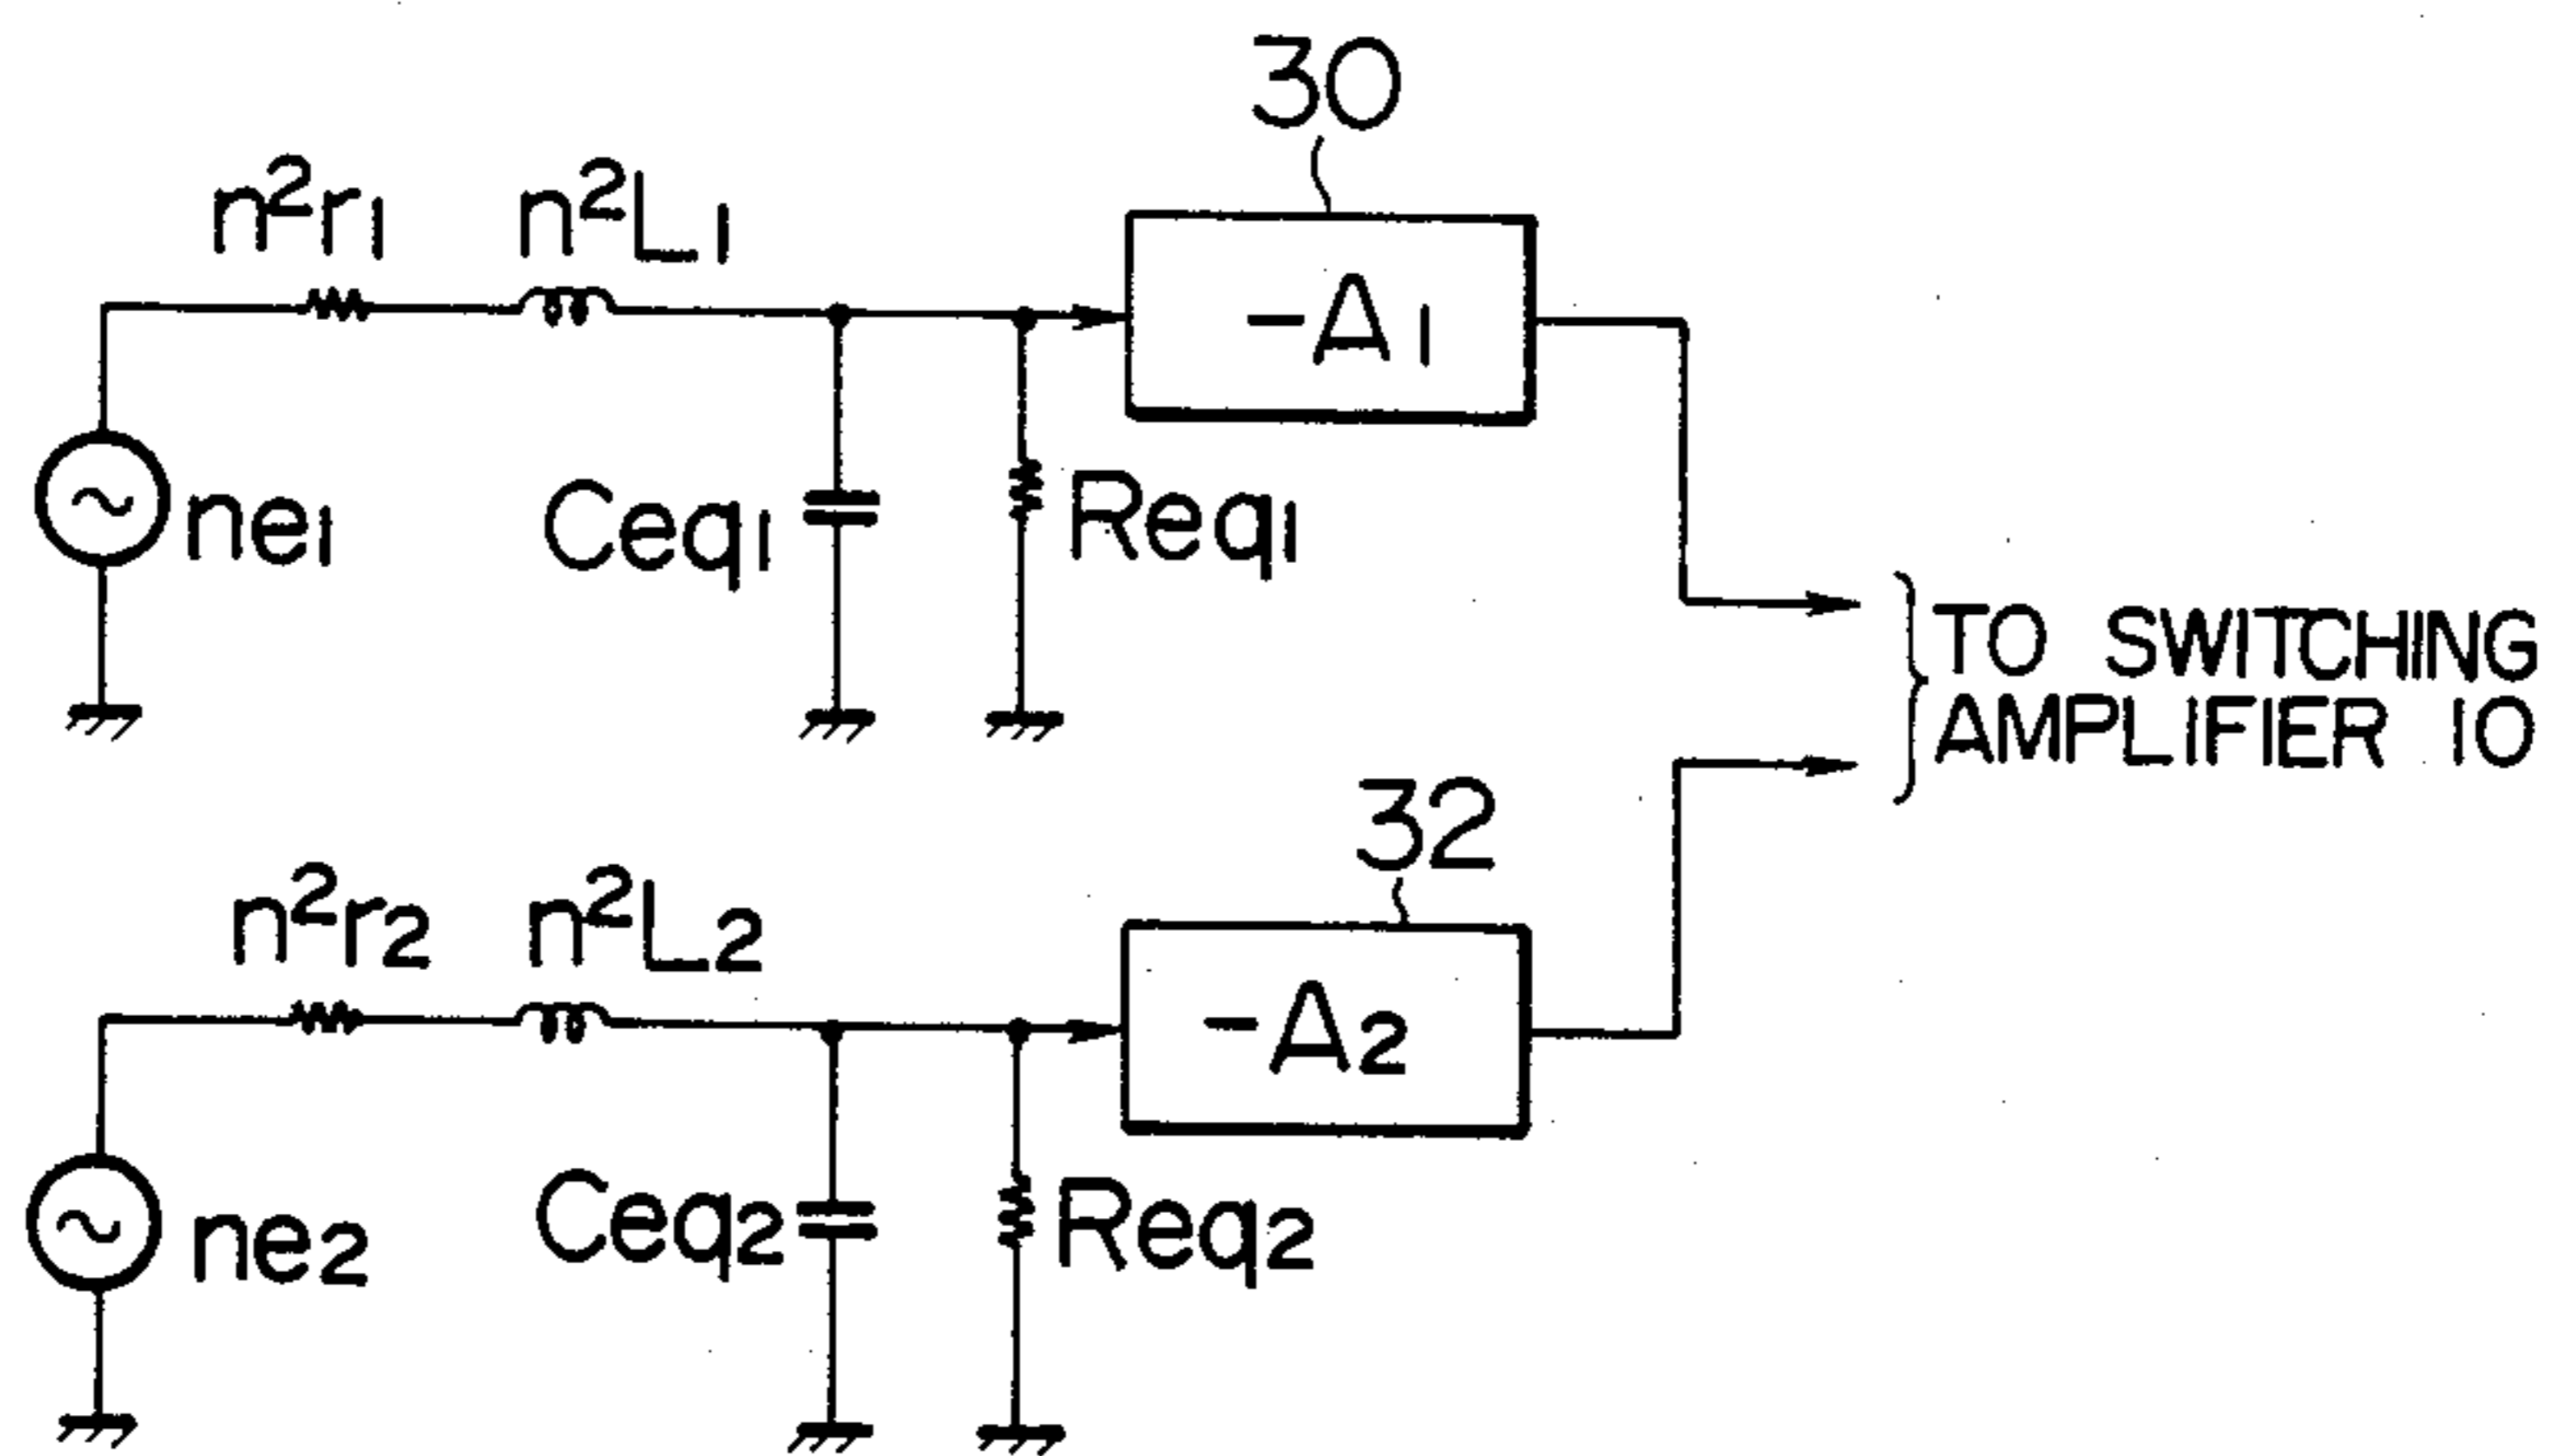 30
n²r₁ n²L₁
-A₁
ne₁ Ceq₁ Req₁
TO SWITCHING
AMPLIFIER 10
32
n²r₂ n²L₂
-A₂
ne₂ Ceq₂ Req₂